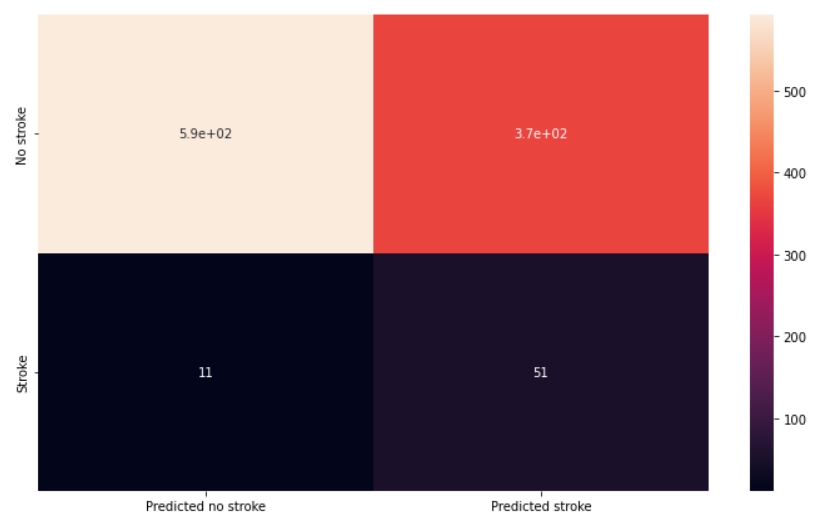 No stroke
5.9e+02
3.7e+02
Stroke
11
51
Predicted no stroke
Predicted stroke
500
400
300
200
100